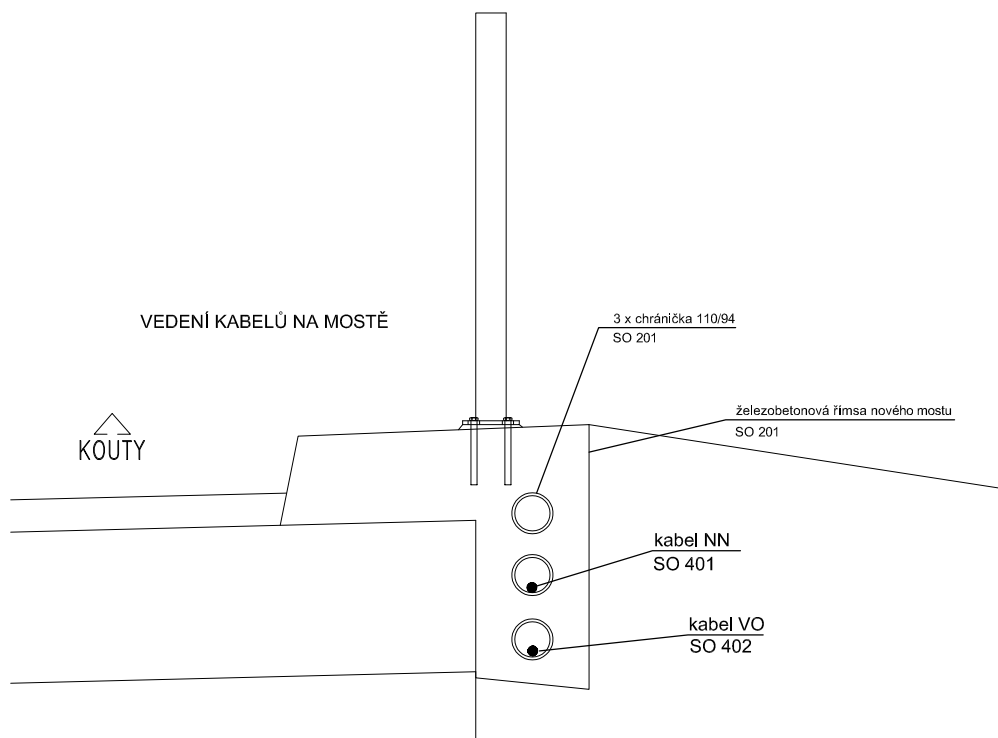 VEDENÍ KABELŮ NA MOSTĚ
3 x chránička 110/94
SO 201
železobetonová římsa nového mostu
SO 201
KOUTY
kabel NN
SO 401
kabel VO
SO 402